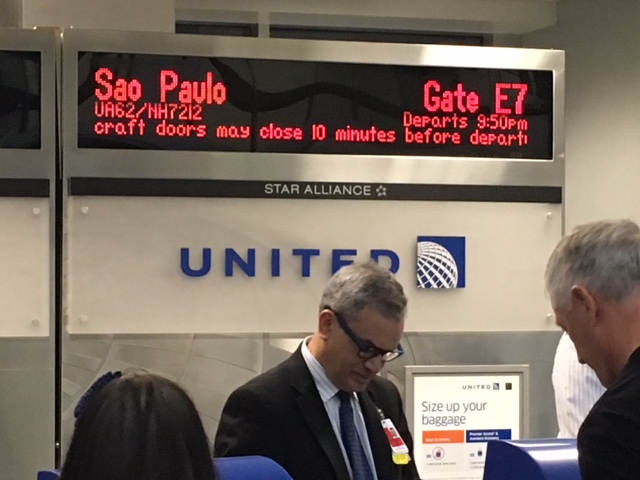 Sao Paulo
Gate E7
UA62/NH7212
Departs 9:50pm
craft doors may close 10 minutes before depart
STAR ALLIANCE
UNITED
UNITED
Size up your
baggage